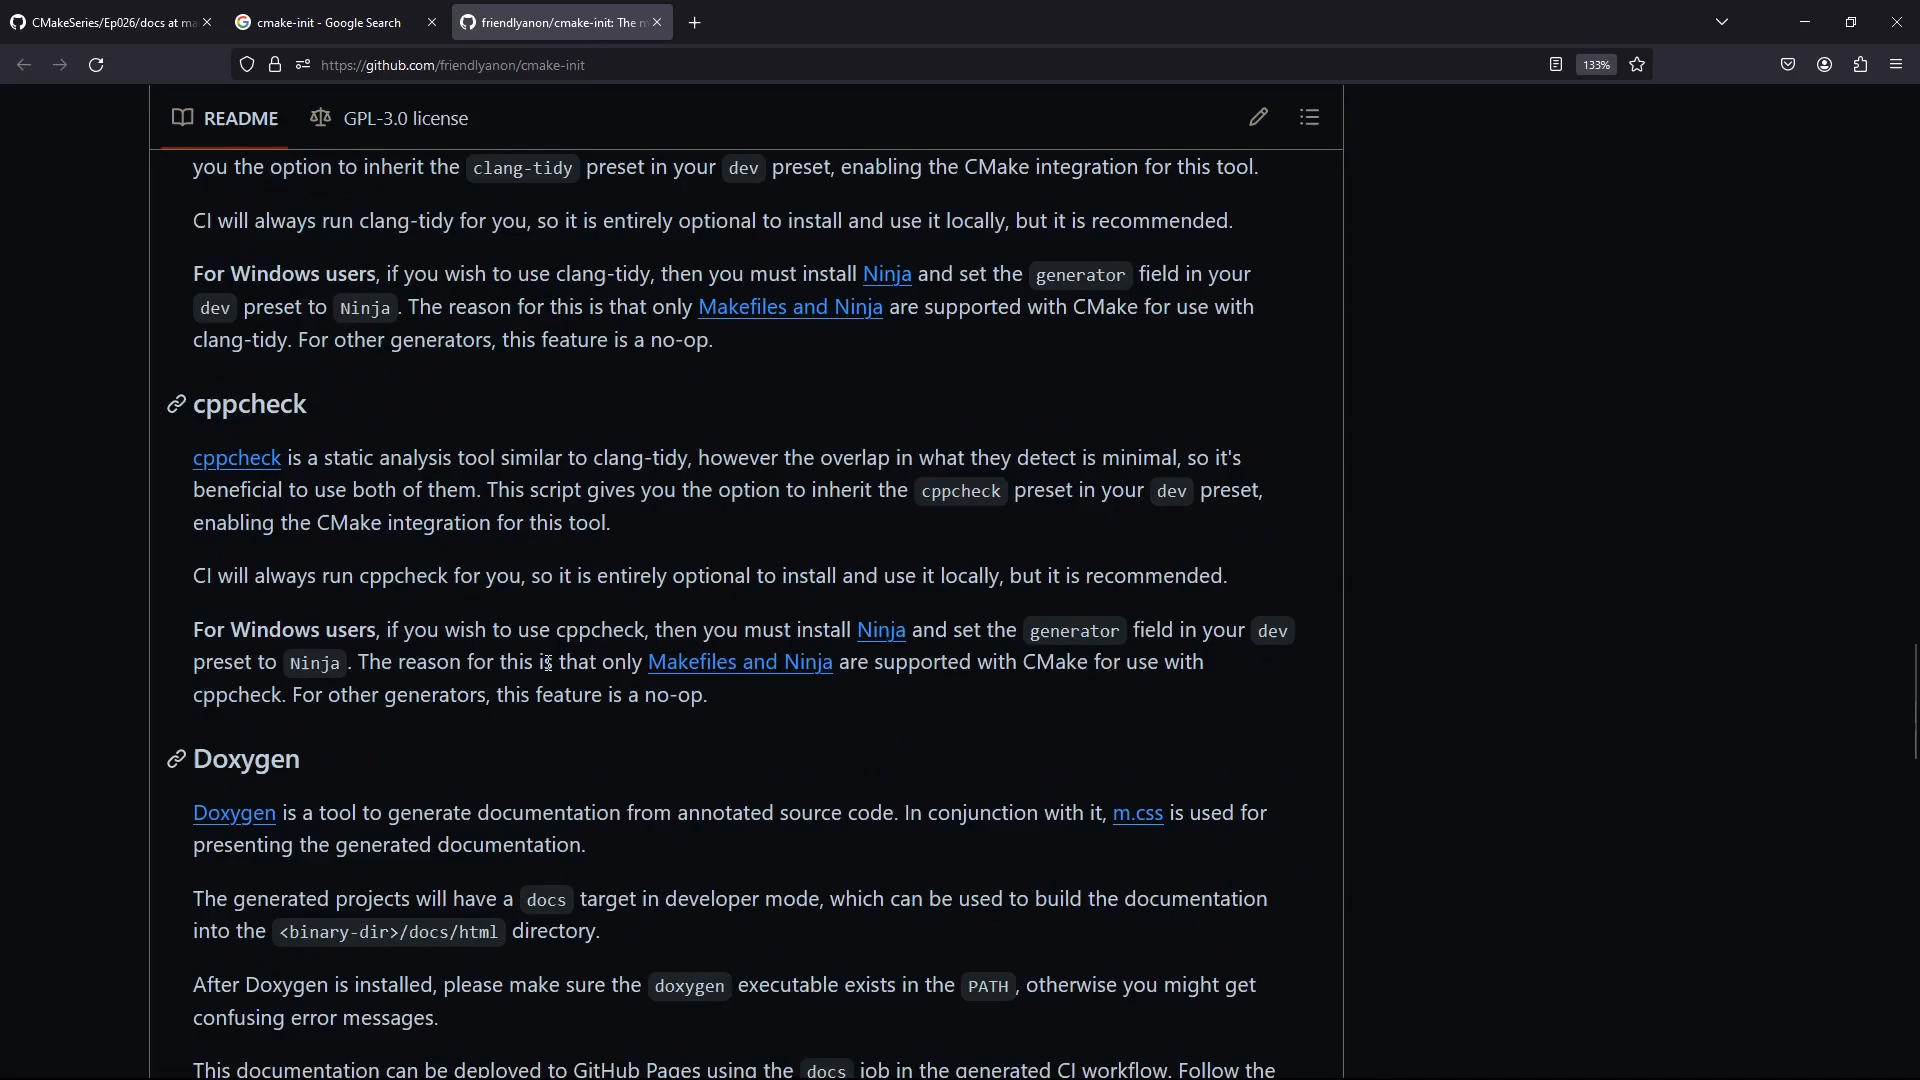 CMakeSeries/Ep026/docs at ma
cmake-init - Google Search
friendlyanon/cmake-init: The m
https://github.com/friendlyanon/cmake-init
133%
README
GPL-3.0 license
you the option to inherit the clang-tidy preset in your dev preset, enabling the CMake integration for this tool.
CI will always run clang-tidy for you, so it is entirely optional to install and use it locally, but it is recommended.
For Windows users, if you wish to use clang-tidy, then you must install Ninja and set the generator field in your
dev preset to Ninja. The reason for this is that only Makefiles and Ninja are supported with CMake for use with
clang-tidy. For other generators, this feature is a no-op.
cppcheck
cppcheck is a static analysis tool similar to clang-tidy, however the overlap in what they detect is minimal, so it's
beneficial to use both of them. This script gives you the option to inherit the cppcheck preset in your dev preset,
enabling the CMake integration for this tool.
CI will always run cppcheck for you, so it is entirely optional to install and use it locally, but it is recommended.
For Windows users, if you wish to use cppcheck, then you must install Ninja and set the generator field in your dev
preset to Ninja. The reason for this is that only Makefiles and Ninja are supported with CMake for use with
cppcheck. For other generators, this feature is a no-op.
Doxygen
Doxygen is a tool to generate documentation from annotated source code. In conjunction with it, m.css is used for
presenting the generated documentation.
The generated projects will have a docs target in developer mode, which can be used to build the documentation
into the <binary-dir>/docs/html directory.
After Doxygen is installed, please make sure the doxygen executable exists in the PATH, otherwise you might get
confusing error messages.
This documentation can be deployed to GitHub Pages using the docs job in the generated CI workflow. Follow the